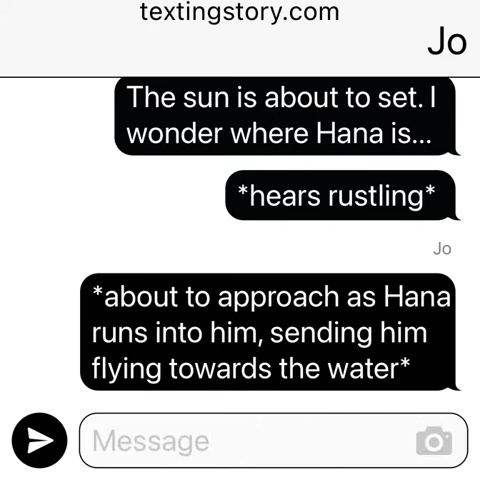 textingstory.com
Jo
The sun is about to set. I
wonder where Hana is...
*hears rustling*
Jo
*about to approach as Hana
runs into him, sending him
flying towards the water*
Message